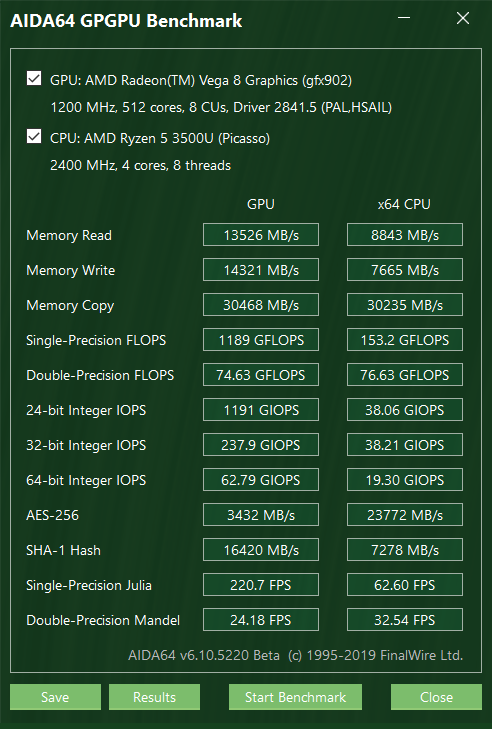 AIDA64 GPGPU Benchmark
GPU: AMD Radeon(TM) Vega 8 Graphics (gfx902)
1200 MHz, 512 cores, 8 CUs, Driver 2841.5 (PAL,HSAIL)
CPU: AMD Ryzen 5 3500U (Picasso)
2400 MHz, 4 cores, 8 threads
GPU x64 CPU
Memory Read 13526 MB/s 8843 MB/s
Memory Write 14321 MB/s 7665 MB/s
Memory Copy 30468 MB/s 30235 MB/s
Single-Precision FLOPS 1189 GFLOPS 153.2 GFLOPS
Double-Precision FLOPS 74.63 GFLOPS 76.63 GFLOPS
24-bit Integer IOPS 1191 GIOPS 38.06 GIOPS
32-bit Integer IOPS 237.9 GIOPS 38.21 GIOPS
64-bit Integer IOPS 62.79 GIOPS 19.30 GIOPS
AES-256 3432 MB/s 23772 MB/s
SHA-1 Hash 16420 MB/s 7278 MB/s
Single-Precision Julia 220.7 FPS 62.60 FPS
Double-Precision Mandel 24.18 FPS 32.54 FPS
AIDA64 v6.10.5220 Beta (c) 1995-2019 FinalWire Ltd.
Save Results Start Benchmark Close